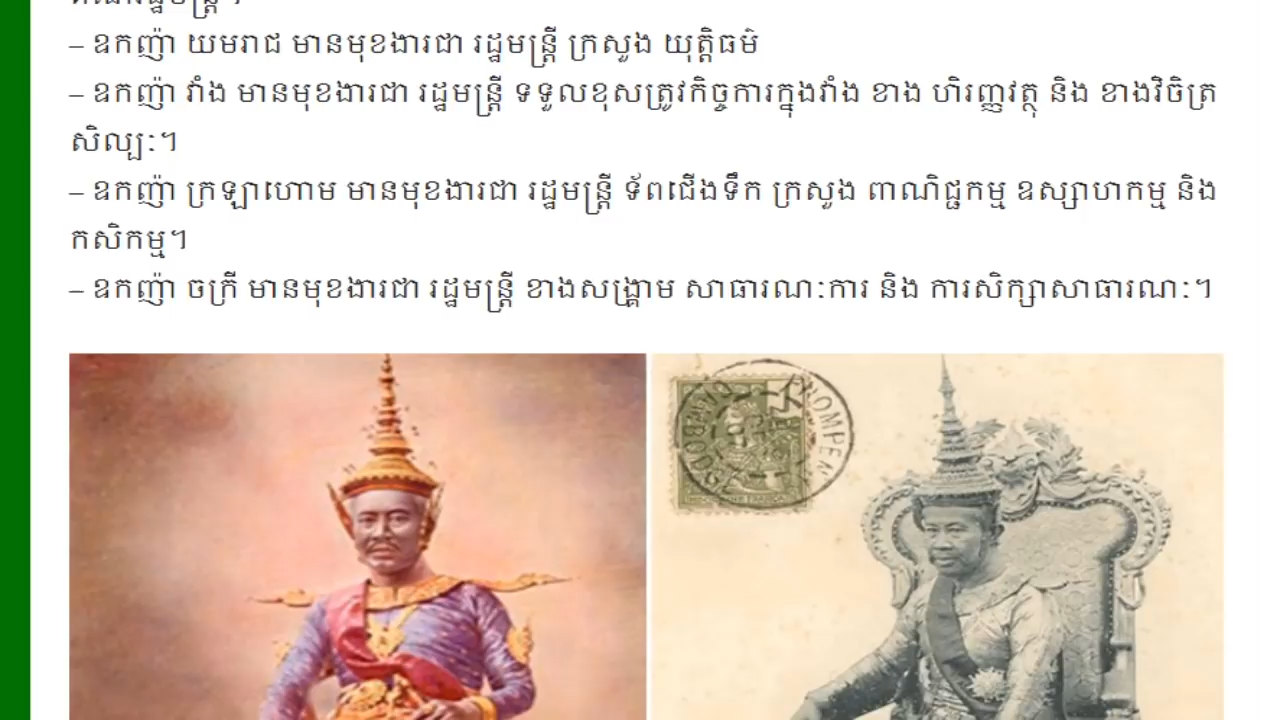 – ឧកញ៉ា យមរាជ មានមុខងារជា រដ្ឋមន្ត្រី ក្រសួង យុត្តិធម៌
– ឧកញ៉ា វាំង មានមុខងារជា រដ្ឋមន្ត្រី ទទួលខុសត្រូវកិច្ចការក្នុងវាំង ខាង ហិរញ្ញវត្ថុ និង ខាងវិចិត្រ
សិល្បៈ។
– ឧកញ៉ា ក្រឡាហោម មានមុខងារជា រដ្ឋមន្ត្រី ទ័ពជើងទឹក ក្រសួង ពាណិជ្ជកម្ម ឧស្សាហកម្ម និង
កសិកម្ម។
– ឧកញ៉ា ចក្រី មានមុខងារជា រដ្ឋមន្ត្រី ខាងសង្គ្រាម សាធារណៈការ និង ការសិក្សាសាធារណៈ។